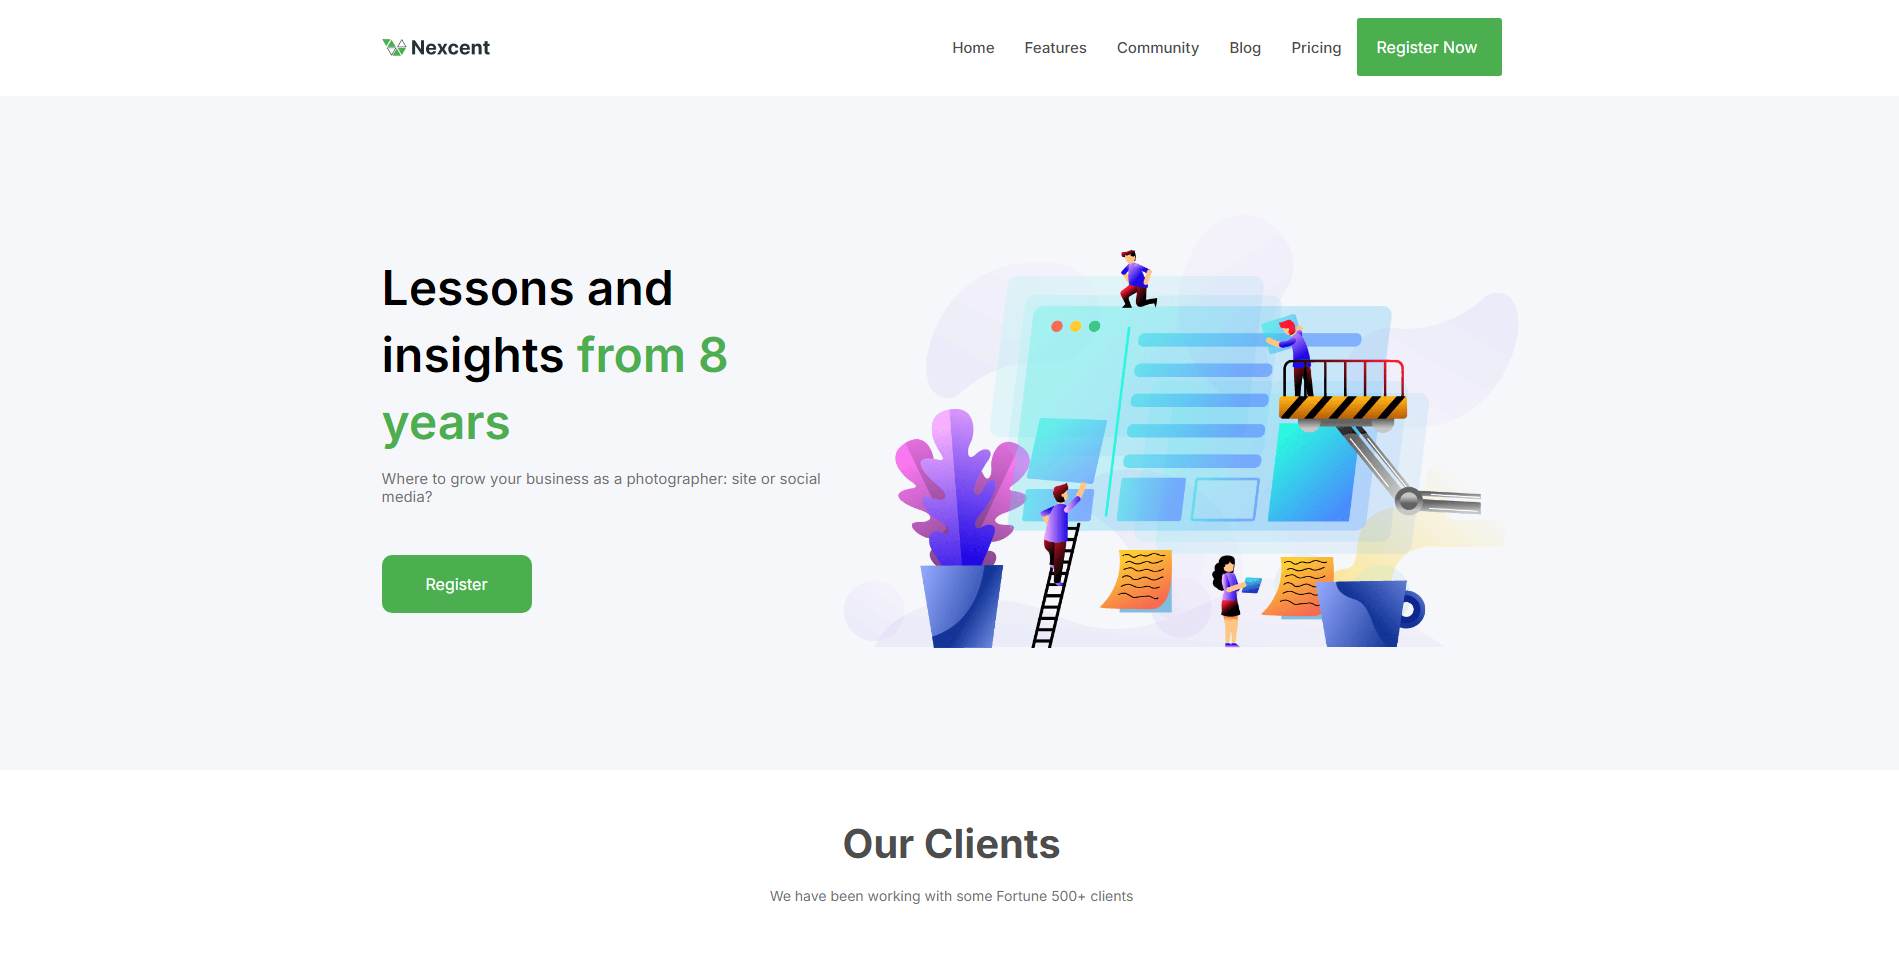 Nexcent
Home Features Community Blog Pricing Register Now
Lessons and
insights from 8
years
Where to grow your business as a photographer: site or social
media?
Register
Our Clients
We have been working with some Fortune 500+ clients